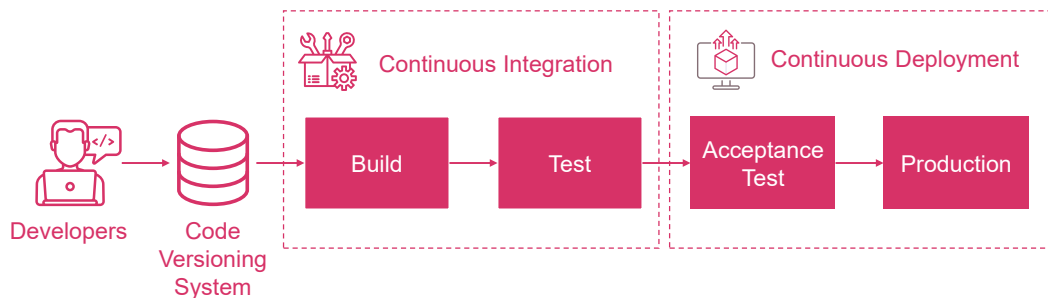 Continuous Integration
Continuous Deployment
</>
Developers
Code
Versioning
System
Build
Test
Acceptance
Test
Production